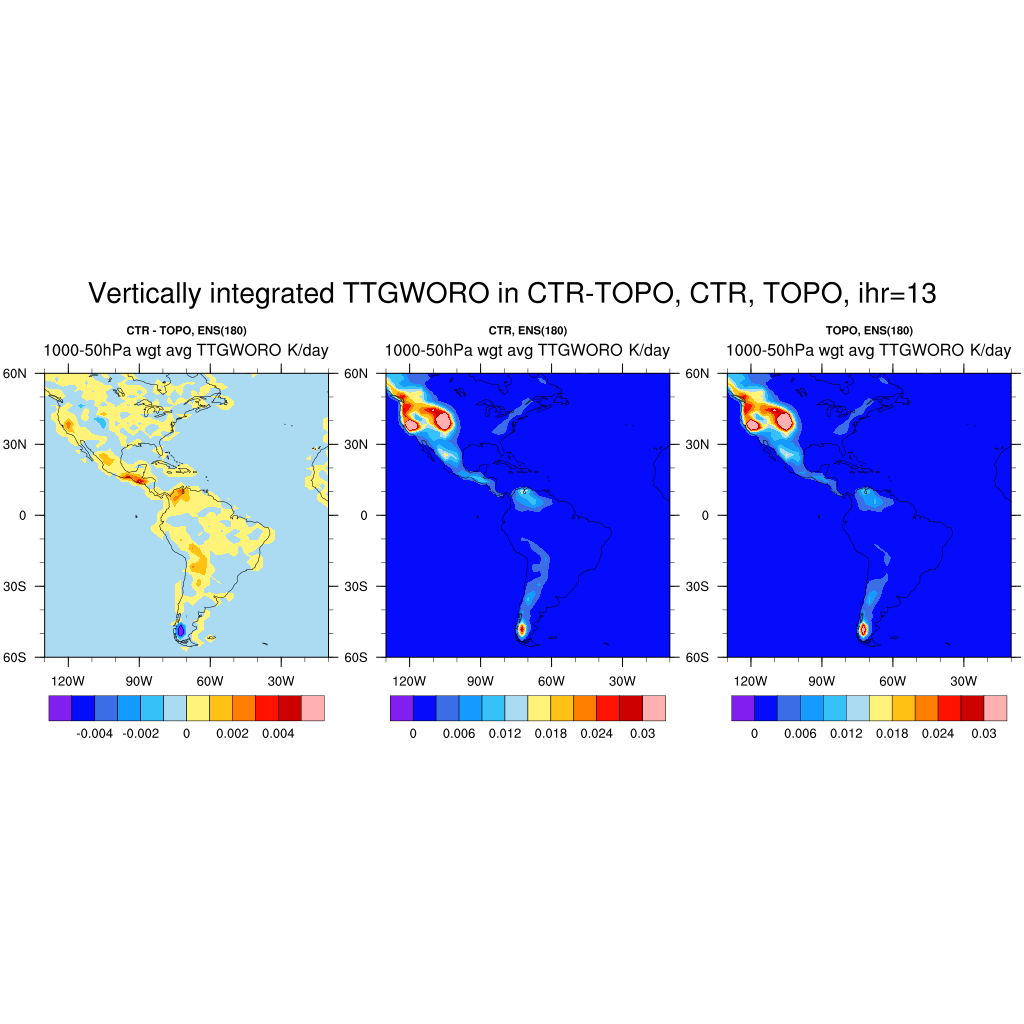 Vertically integrated TTGWORO in CTR-TOPO, CTR, TOPO, ihr=13
CTR - TOPO, ENS(180)
1000-50hPa wgt avg TTGWORO K/day
60N
30N
0
30S
60S
120W 90W 60W 30W
-0.004 -0.002 0 0.002 0.004
CTR, ENS(180)
1000-50hPa wgt avg TTGWORO K/day
60N
30N
0
30S
60S
120W 90W 60W 30W
0 0.006 0.012 0.018 0.024 0.03
TOPO, ENS(180)
1000-50hPa wgt avg TTGWORO K/day
60N
30N
0
30S
60S
120W 90W 60W 30W
0 0.006 0.012 0.018 0.024 0.03